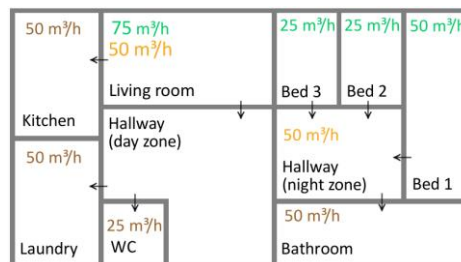 50 m³/h
Kitchen
75 m³/h
50 m³/h
Living room
25 m³/h
Bed 3
25 m³/h
Bed 2
50 m³/h
Bed 1
50 m³/h
Laundry
Hallway
(day zone)
25 m³/h
WC
50 m³/h
Hallway
(night zone)
50 m³/h
Bathroom